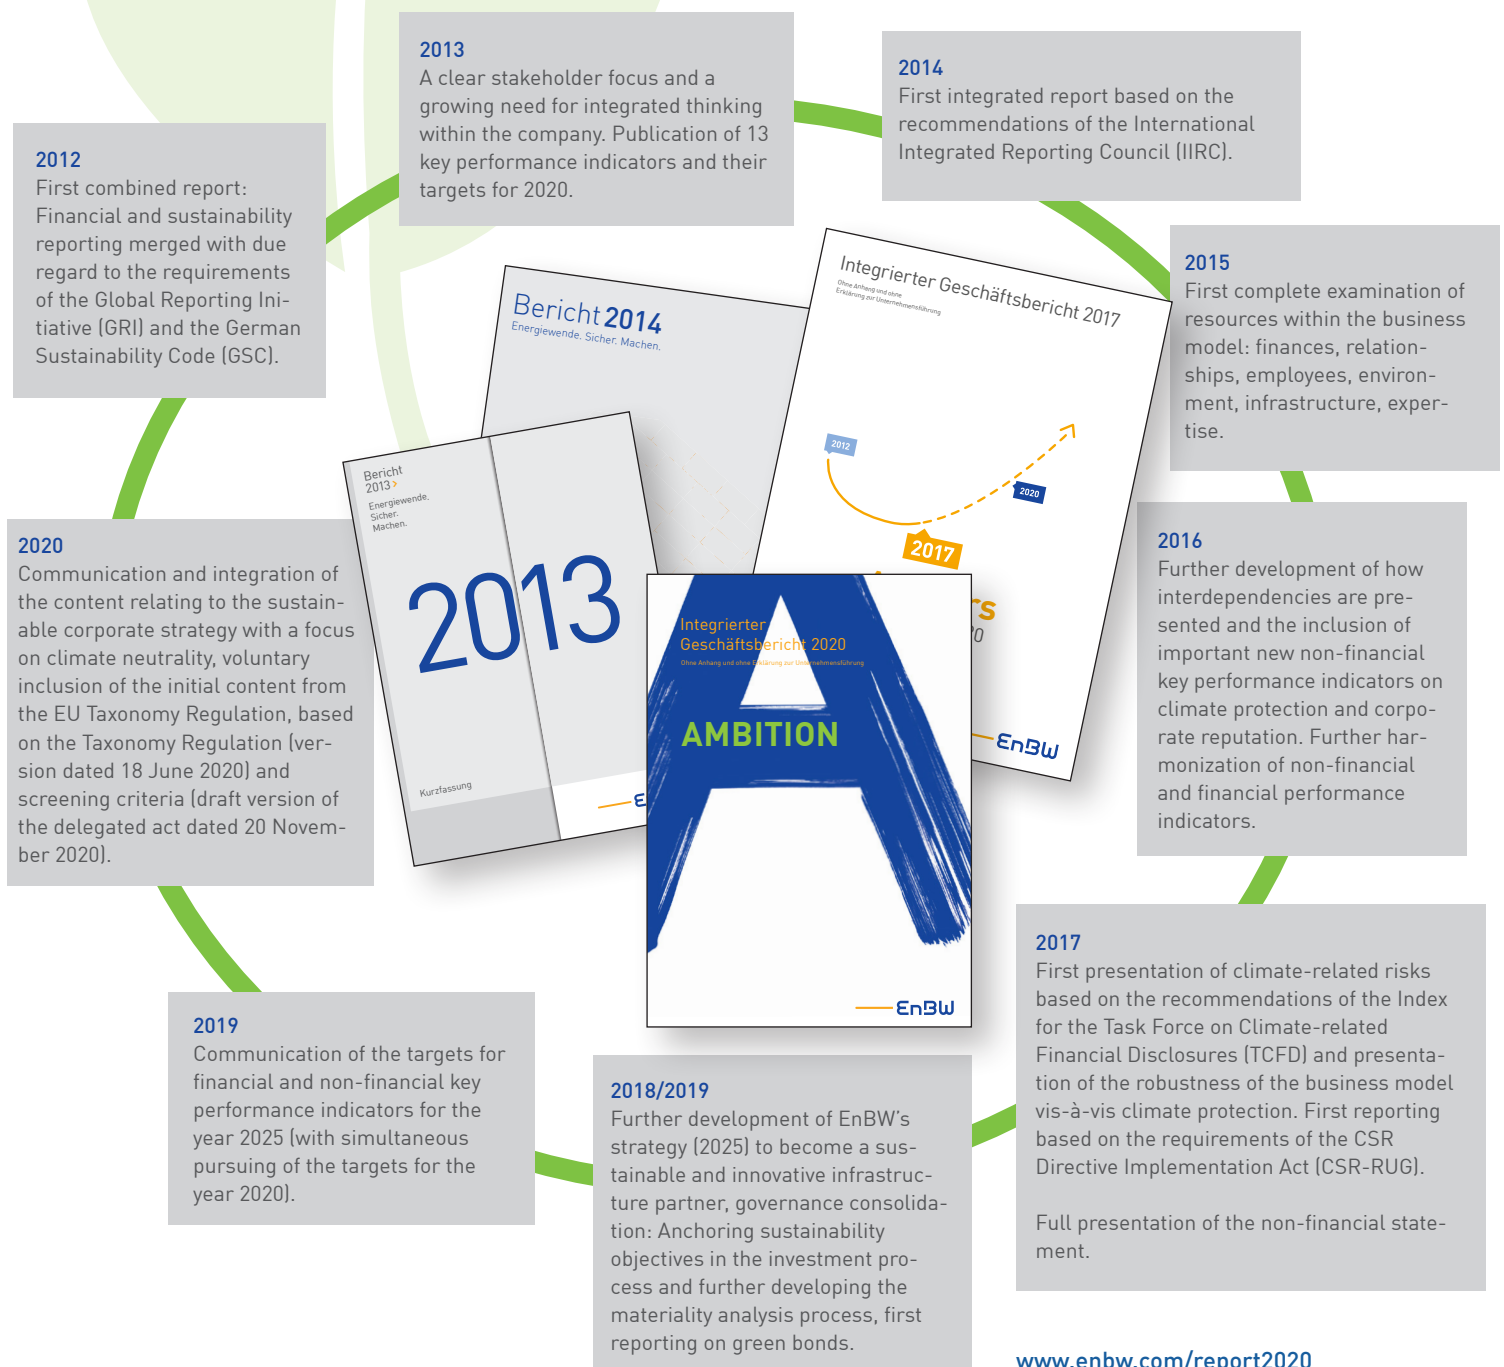 2012
First combined report:
Financial and sustainability
reporting merged with due
regard to the requirements
of the Global Reporting Ini-
tiative (GRI) and the German
Sustainability Code (GSC).
2013
A clear stakeholder focus and a
growing need for integrated thinking
within the company. Publication of 13
key performance indicators and their
targets for 2020.
2014
First integrated report based on the
recommendations of the International
Integrated Reporting Council (IIRC).
2015
First complete examination of
resources within the business
model: finances, relation-
ships, employees, environ-
ment, infrastructure, exper-
tise.
2016
Further development of how
interdependencies are pre-
sented and the inclusion of
important new non-financial
key performance indicators on
climate protection and corpo-
rate reputation. Further har-
monization of non-financial
and financial performance
indicators.
2017
First presentation of climate-related risks
based on the recommendations of the Index
for the Task Force on Climate-related
Financial Disclosures (TCFD) and presenta-
tion of the robustness of the business model
vis-à-vis climate protection. First reporting
based on the requirements of the CSR
Directive Implementation Act (CSR-RUG).
Full presentation of the non-financial state-
ment.
2018/2019
Further development of EnBW's
strategy (2025) to become a sus-
tainable and innovative infrastruc-
ture partner, governance consolida-
tion: Anchoring sustainability
objectives in the investment pro-
cess and further developing the
materiality analysis process, first
reporting on green bonds.
2019
Communication of the targets for
financial and non-financial key
performance indicators for the
year 2025 (with simultaneous
pursuing of the targets for the
year 2020).
2020
Communication and integration of
the content relating to the sustain-
able corporate strategy with a focus
on climate neutrality, voluntary
inclusion of the initial content from
the EU Taxonomy Regulation, based
on the Taxonomy Regulation (ver-
sion dated 18 June 2020) and
screening criteria (draft version of
the delegated act dated 20 Novem-
ber 2020).
Bericht
2013
Energiewende.
Sicher.
Machen.
2013
Kurzfassung
Bericht 2014
Energiewende. Sicher. Machen.
Integrierter Geschäftsbericht 2017
Ohne Anhang und ohne
Erklärung zur Unternehmensführung
2012
2020
2017
rs
20
EnBW
Integrierter
Geschäftsbericht 2020
Ohne Anhang und ohne Erklärung zur Unternehmensführung
AMBITION
EnBW
www.enbw.com/report2020